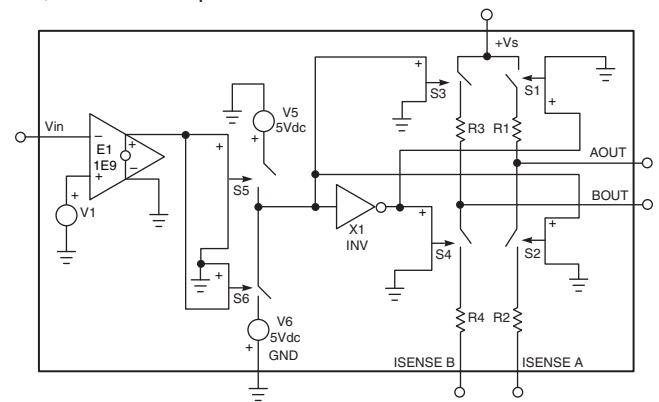 +Vs
S3
S1
V5
5Vdc
R3
R1
Vin
E1
1E9
AOUT
S5
BOUT
V1
X1
INV
S4
S2
S6
V6
5Vdc
GND
R4
R2
ISENSE B
ISENSE A